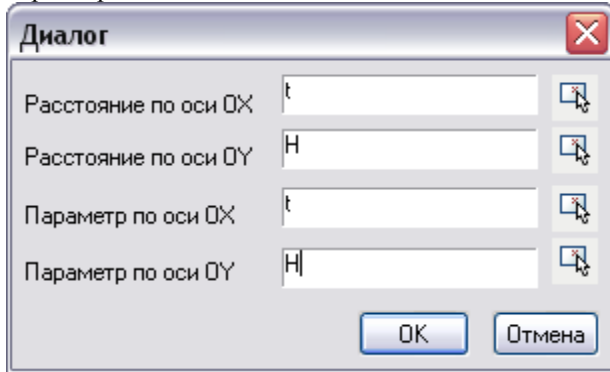 Диалог
Расстояние по оси OX t
Расстояние по оси OY H
Параметр по оси OX t
Параметр по оси OY H
OK Отмена